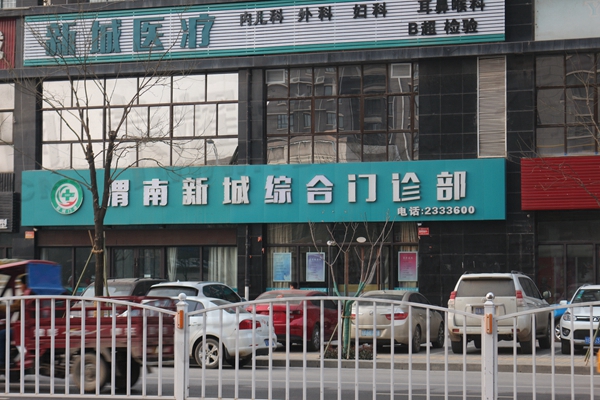 新城医疗
内儿科 外科 妇科 耳鼻喉科
B超 检验
渭南新城综合门诊部
电话:2333600